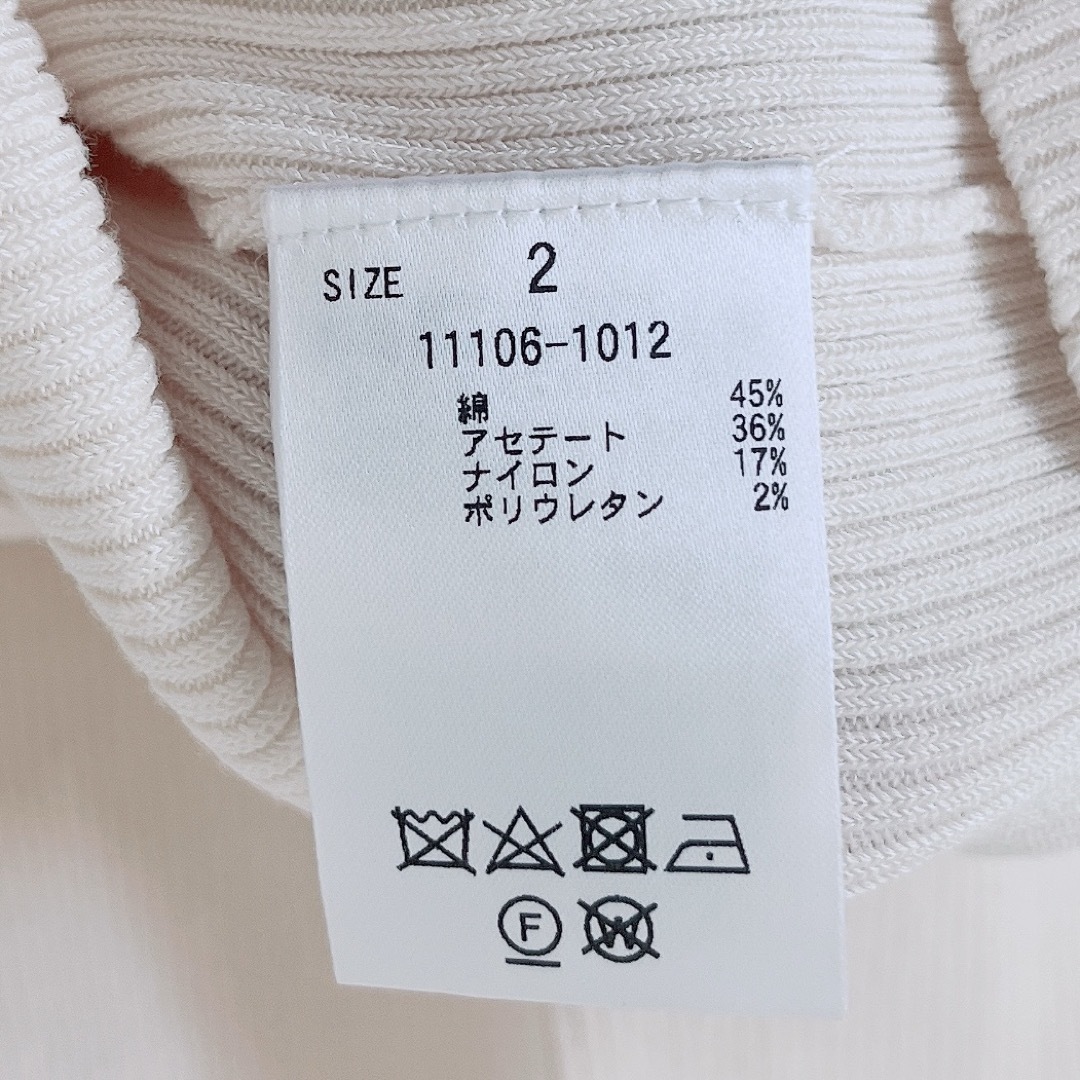 SIZE 2
11106-1012
綿 45%
アセテート 36%
ナイロン 17%
ポリウレタン 2%
F
W